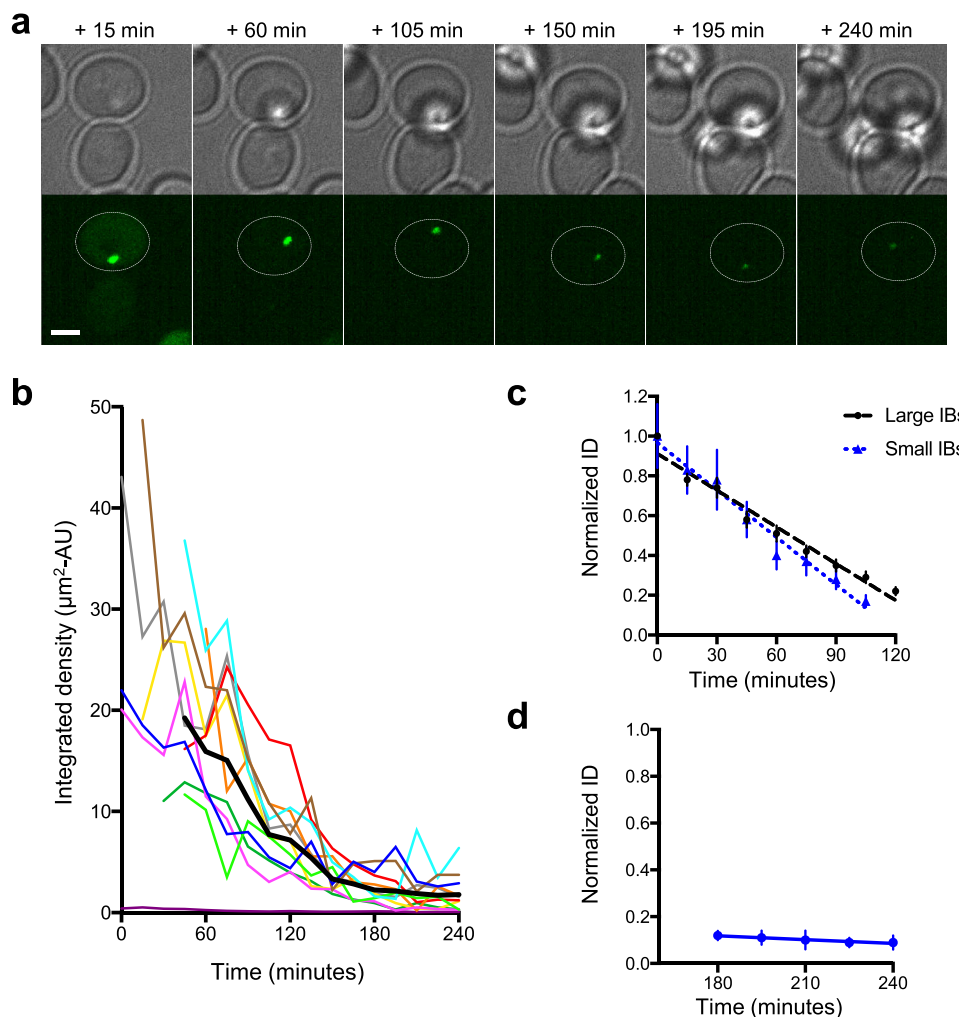 a
+ 15 min + 60 min + 105 min + 150 min + 195 min + 240 min
b
Integrated density (µm²-AU)
50
40
30
20
10
0
0 60 120 180 240
Time (minutes)
c
Normalized ID
1.2
1.0
0.8
0.6
0.4
0.2
0.0
0 30 60 90 120
Time (minutes)
Large IBs
Small IBs
d
Normalized ID
1.0
0.8
0.6
0.4
0.2
0.0
180 210 240
Time (minutes)